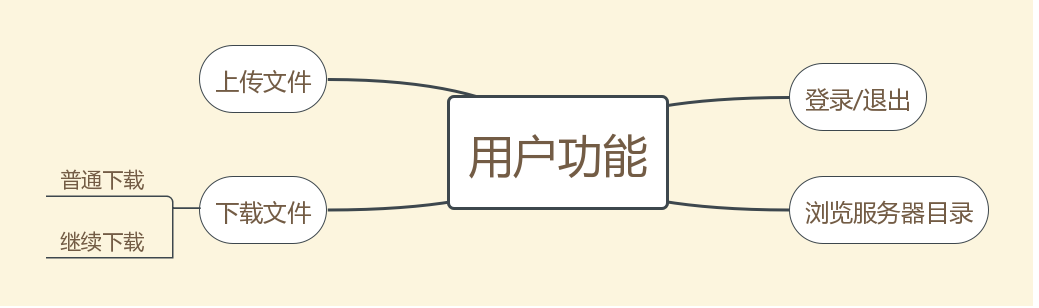 上传文件
登录/退出
用户功能
普通下载
下载文件
浏览服务器目录
继续下载